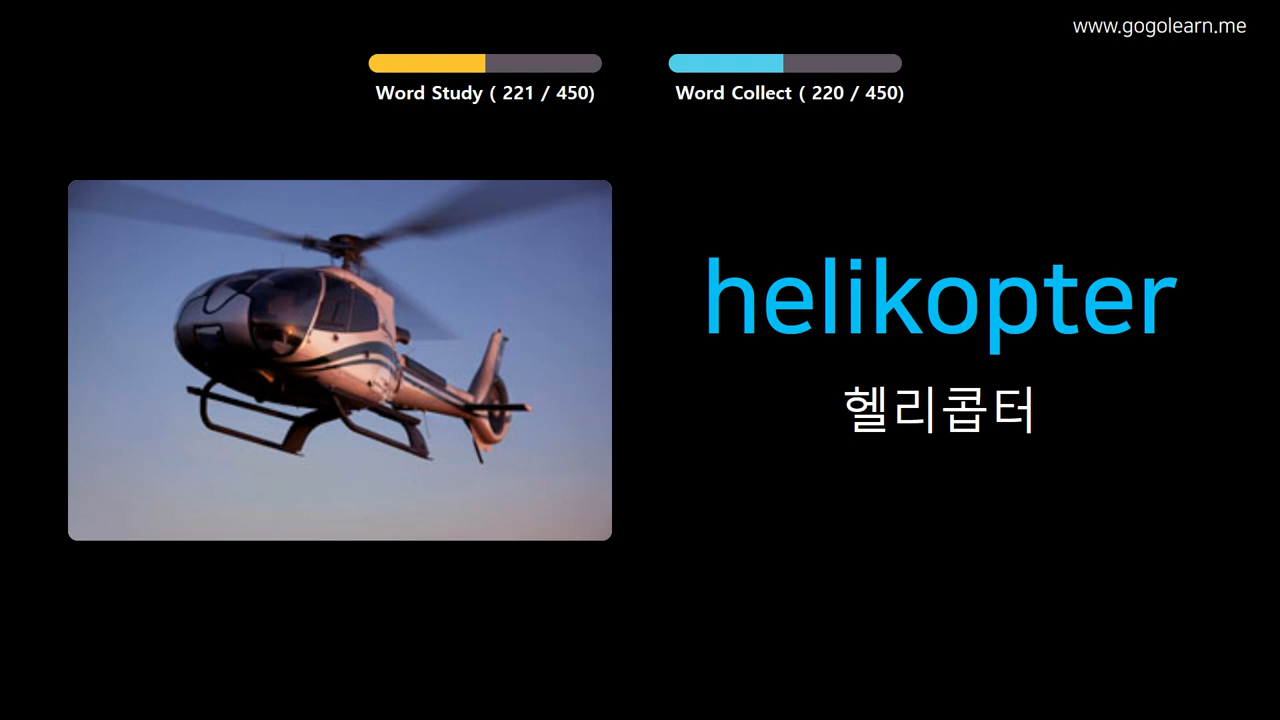 www.gogolearn.me
Word Study ( 221 / 450)
Word Collect ( 220 / 450)
helikopter
헬리콥터